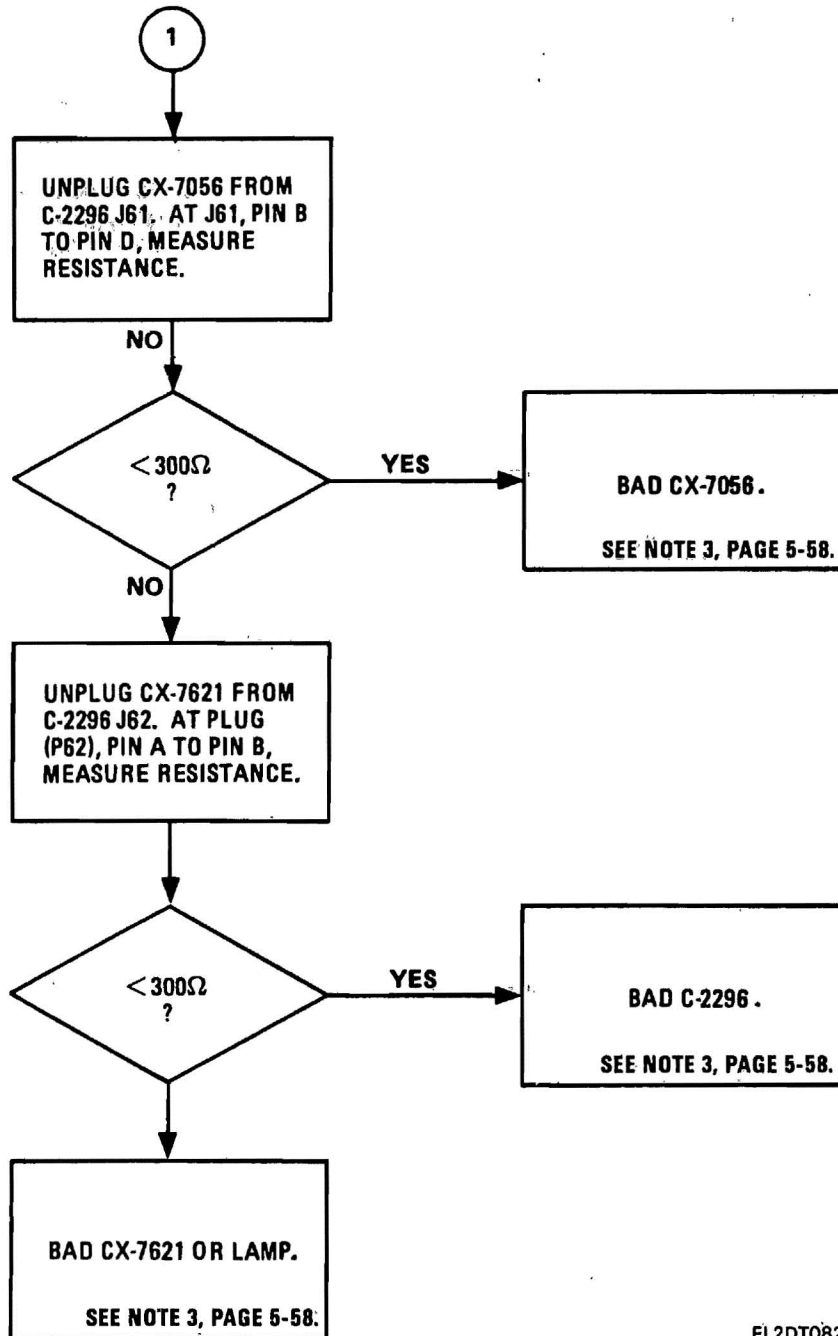 1
UNPLUG CX-7056 FROM
C-2296 J61. AT J61, PIN B
TO PIN D, MEASURE
RESISTANCE.
NO
<300Ω
?
YES
BAD CX-7056.
SEE NOTE 3, PAGE 5-58.
NO
UNPLUG CX-7621 FROM
C-2296 J62. AT PLUG
(P62), PIN A TO PIN B,
MEASURE RESISTANCE.
<300Ω
?
YES
BAD C-2296.
SEE NOTE 3, PAGE 5-58.
BAD CX-7621 OR LAMP.
SEE NOTE 3, PAGE 5-58.